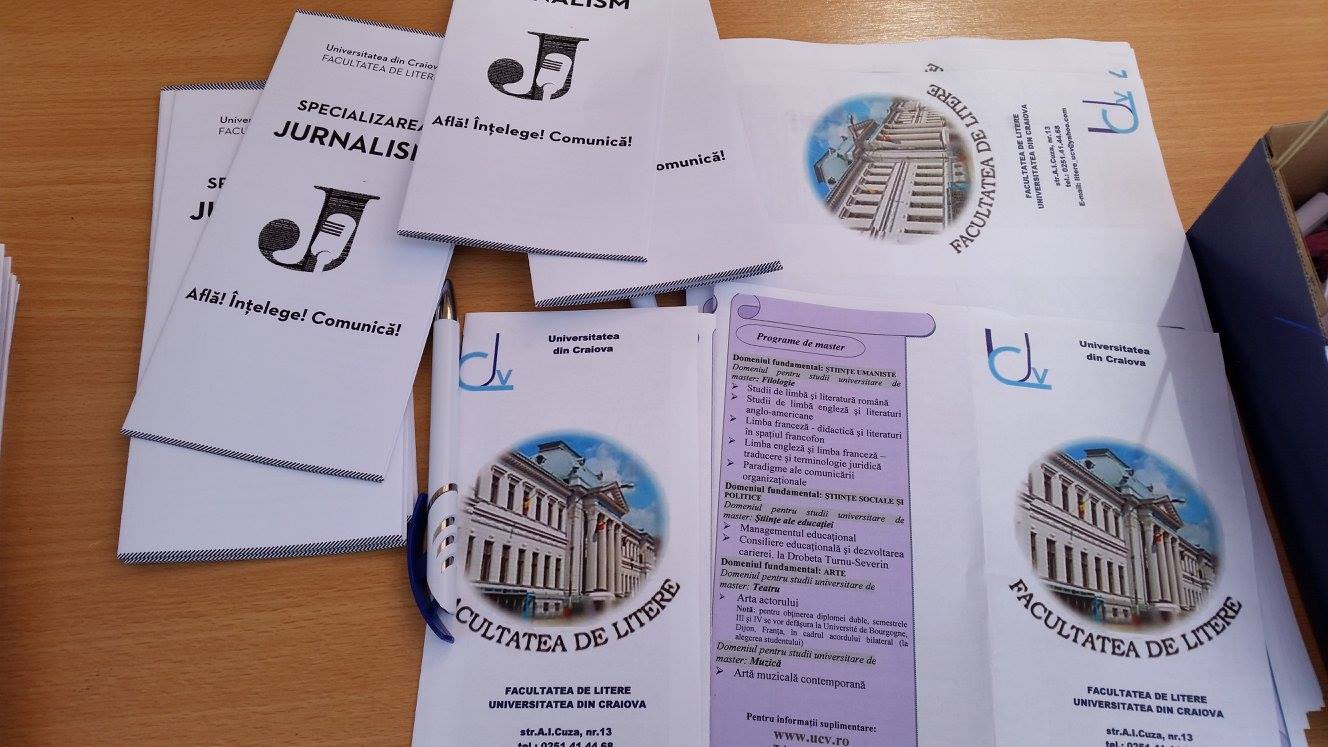 Universitatea din Craiova
FACULTATEA DE LITERE
SPECIALIZAREA
JURNALISM
Află! Înțelege! Comunică!
JURNALISM
Află! Înțelege! Comunică!
Comunică!
FACULTATEA DE LITERE
FACULTATEA DE LITERE
UNIVERSITATEA DIN CRAIOVA
str.A.I.Cuza, nr.13
tel.: 0251.41.44.68
E-mail: litere_ucv@yahoo.com
Ucv
Ucv
Universitatea
din Craiova
FACULTATEA DE LITERE
FACULTATEA DE LITERE
UNIVERSITATEA DIN CRAIOVA
str.A.I.Cuza, nr.13
tel.: 0251.41.44.68
Programe de master
Domeniul fundamental: ȘTIINȚE UMANISTE
Domeniul pentru studii universitare de
master: Filologie
Studii de limbă și literatură română
Studii de limbă engleză și literaturi
anglo-americane
Limba franceză - didactică și literaturi
în spațiul francofon
Limba engleză și limba franceză –
traducere și terminologie juridică
Paradigme ale comunicării
organizaționale
Domeniul fundamental: ȘTIINȚE SOCIALE ȘI
POLITICE
Domeniul pentru studii universitare de
master: Științe ale educației
Managementul educațional
Consiliere educațională și dezvoltarea
carierei, la Drobeta Turnu-Severin
Domeniul fundamental: ARTE
Domeniul pentru studii universitare de
master: Teatru
Arta actorului
Notă: pentru obținerea diplomei duble, semestrele
III și IV se vor defășura la Université de Bourgogne,
Dijon, Franța, în cadrul acordului bilateral (la
alegerea studentului)
Domeniul pentru studii universitare de
master: Muzică
Artă muzicală contemporană
Pentru informații suplimentare:
www.ucv.ro
Ucv
Universitatea
din Craiova
FACULTATEA DE LITERE
FACULTATEA DE LITERE
UNIVERSITATEA DIN CRAIOVA
str.A.I.Cuza, nr.13
tel.: 0251.41.44.68